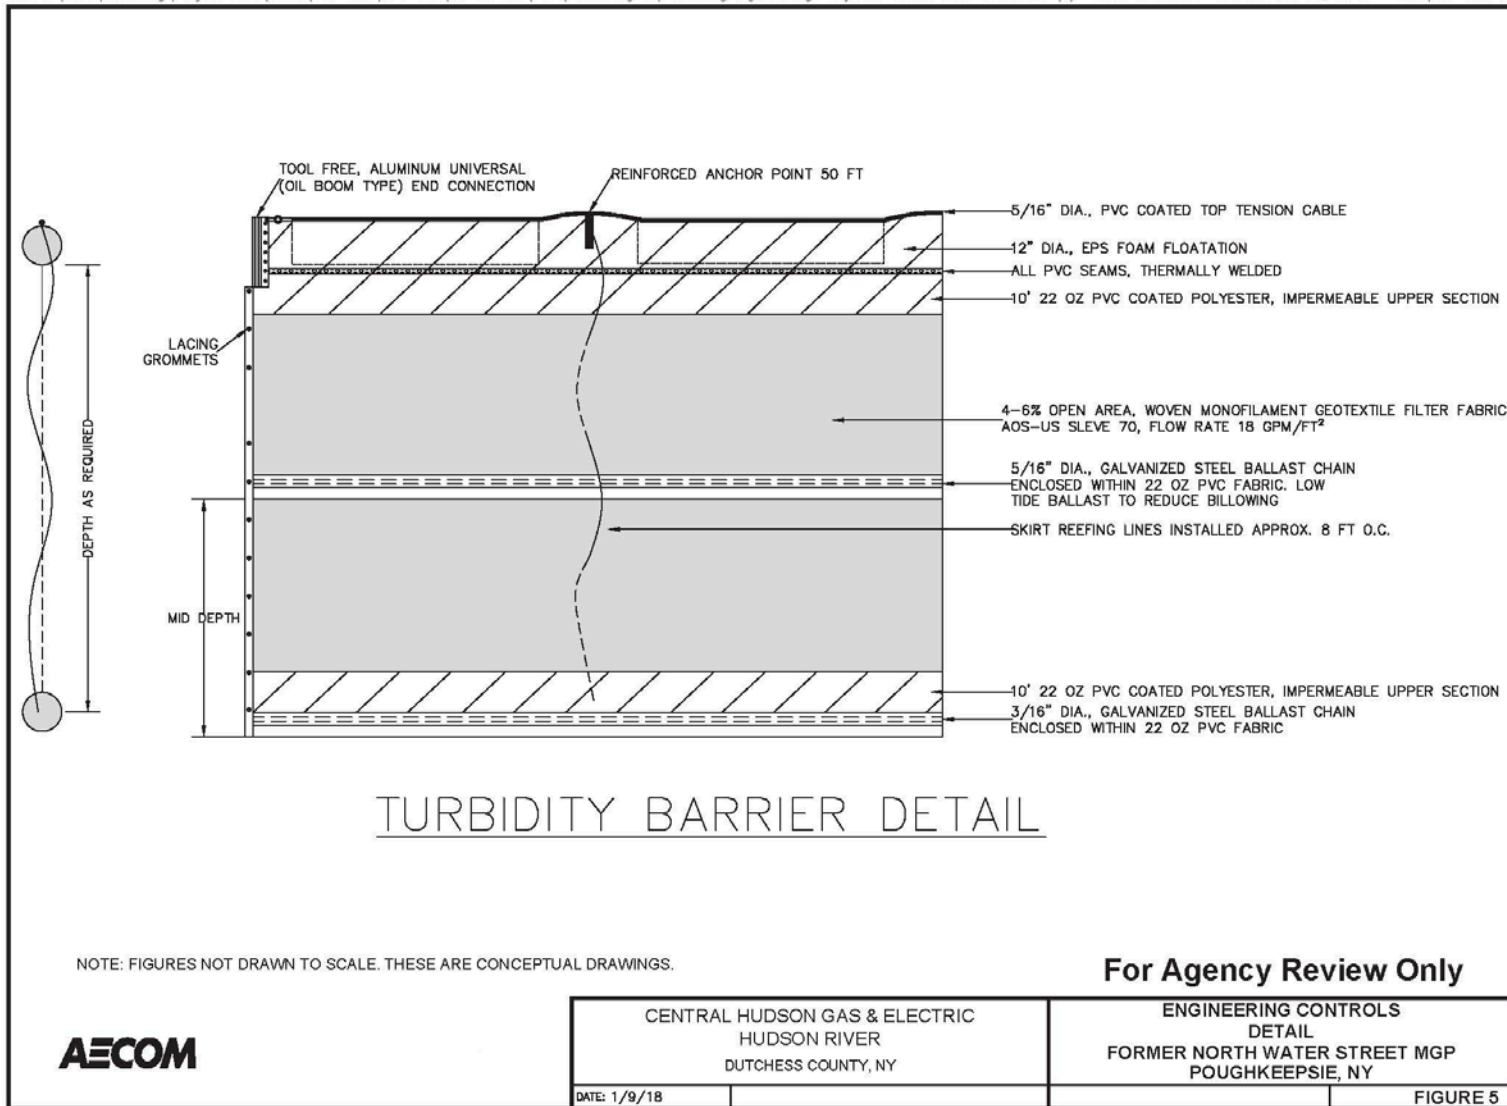 TOOL FREE, ALUMINUM UNIVERSAL
(OIL BOOM TYPE) END CONNECTION
REINFORCED ANCHOR POINT 50 FT
5/16" DIA., PVC COATED TOP TENSION CABLE
12" DIA., EPS FOAM FLOATATION
ALL PVC SEAMS, THERMALLY WELDED
10' 22 OZ PVC COATED POLYESTER, IMPERMEABLE UPPER SECTION
LACING
GROMMETS
4-6% OPEN AREA, WOVEN MONOFILAMENT GEOTEXTILE FILTER FABRIC
AOS-US SLEVE 70, FLOW RATE 18 GPM/FT²
DEPTH AS REQUIRED
5/16" DIA., GALVANIZED STEEL BALLAST CHAIN
ENCLOSED WITHIN 22 OZ PVC FABRIC. LOW
TIDE BALLAST TO REDUCE BILLOWING
SKIRT REEFING LINES INSTALLED APPROX. 8 FT O.C.
MID DEPTH
10' 22 OZ PVC COATED POLYESTER, IMPERMEABLE UPPER SECTION
3/16" DIA., GALVANIZED STEEL BALLAST CHAIN
ENCLOSED WITHIN 22 OZ PVC FABRIC
TURBIDITY BARRIER DETAIL
NOTE: FIGURES NOT DRAWN TO SCALE. THESE ARE CONCEPTUAL DRAWINGS.
For Agency Review Only
AECOM
CENTRAL HUDSON GAS & ELECTRIC
HUDSON RIVER
DUTCHESS COUNTY, NY
ENGINEERING CONTROLS
DETAIL
FORMER NORTH WATER STREET MGP
POUGHKEEPSIE, NY
DATE: 1/9/18
FIGURE 5